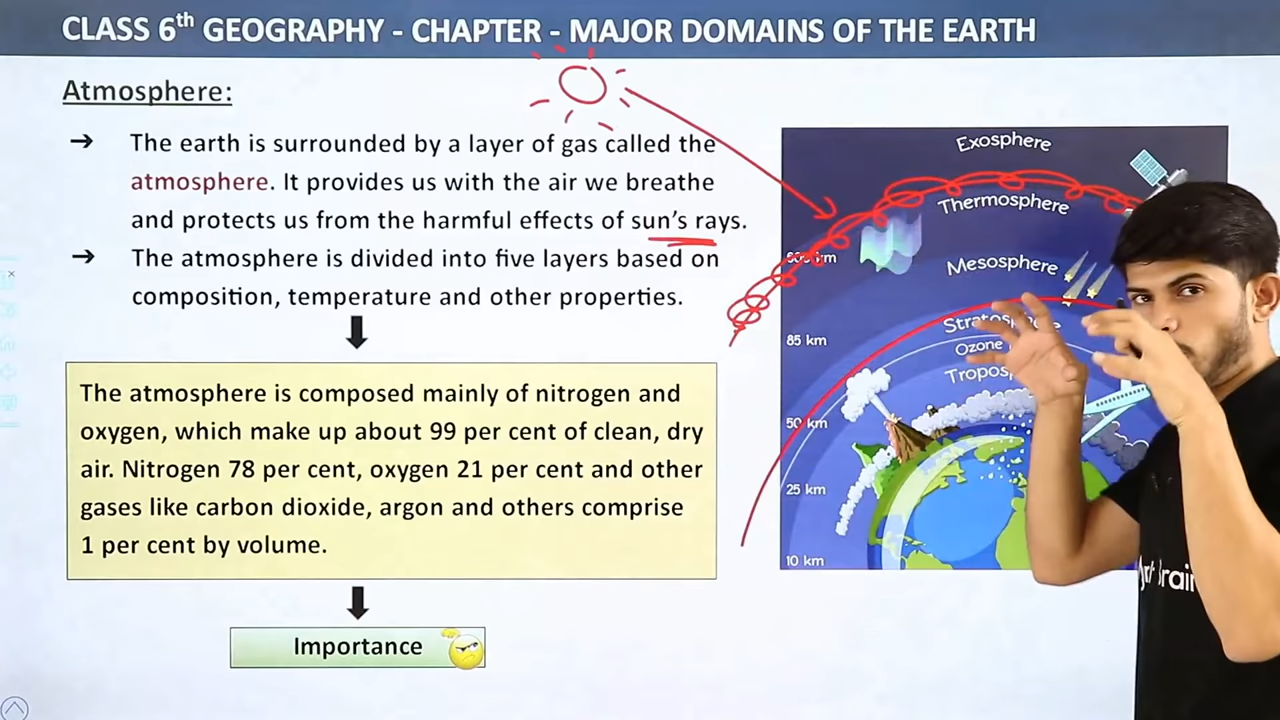 CLASS 6th GEOGRAPHY - CHAPTER - MAJOR DOMAINS OF THE EARTH
Atmosphere:
→ The earth is surrounded by a layer of gas called the
atmosphere. It provides us with the air we breathe
and protects us from the harmful effects of sun's rays.
→ The atmosphere is divided into five layers based on
composition, temperature and other properties.
The atmosphere is composed mainly of nitrogen and
oxygen, which make up about 99 per cent of clean, dry
air. Nitrogen 78 per cent, oxygen 21 per cent and other
gases like carbon dioxide, argon and others comprise
1 per cent by volume.
Importance
Exosphere
Thermosphere
km
Mesosphere
85 km
Ozone
50 km
25 km
10 km